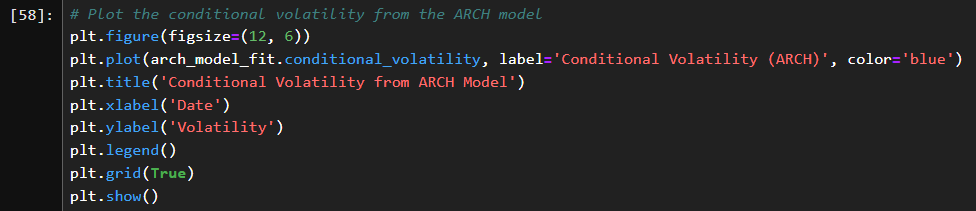 [58]: # Plot the conditional volatility from the ARCH model
plt.figure(figsize=(12, 6))
plt.plot(arch_model_fit.conditional_volatility, label='Conditional Volatility (ARCH)', color='blue')
plt.title('Conditional Volatility from ARCH Model')
plt.xlabel('Date')
plt.ylabel('Volatility')
plt.legend()
plt.grid(True)
plt.show()